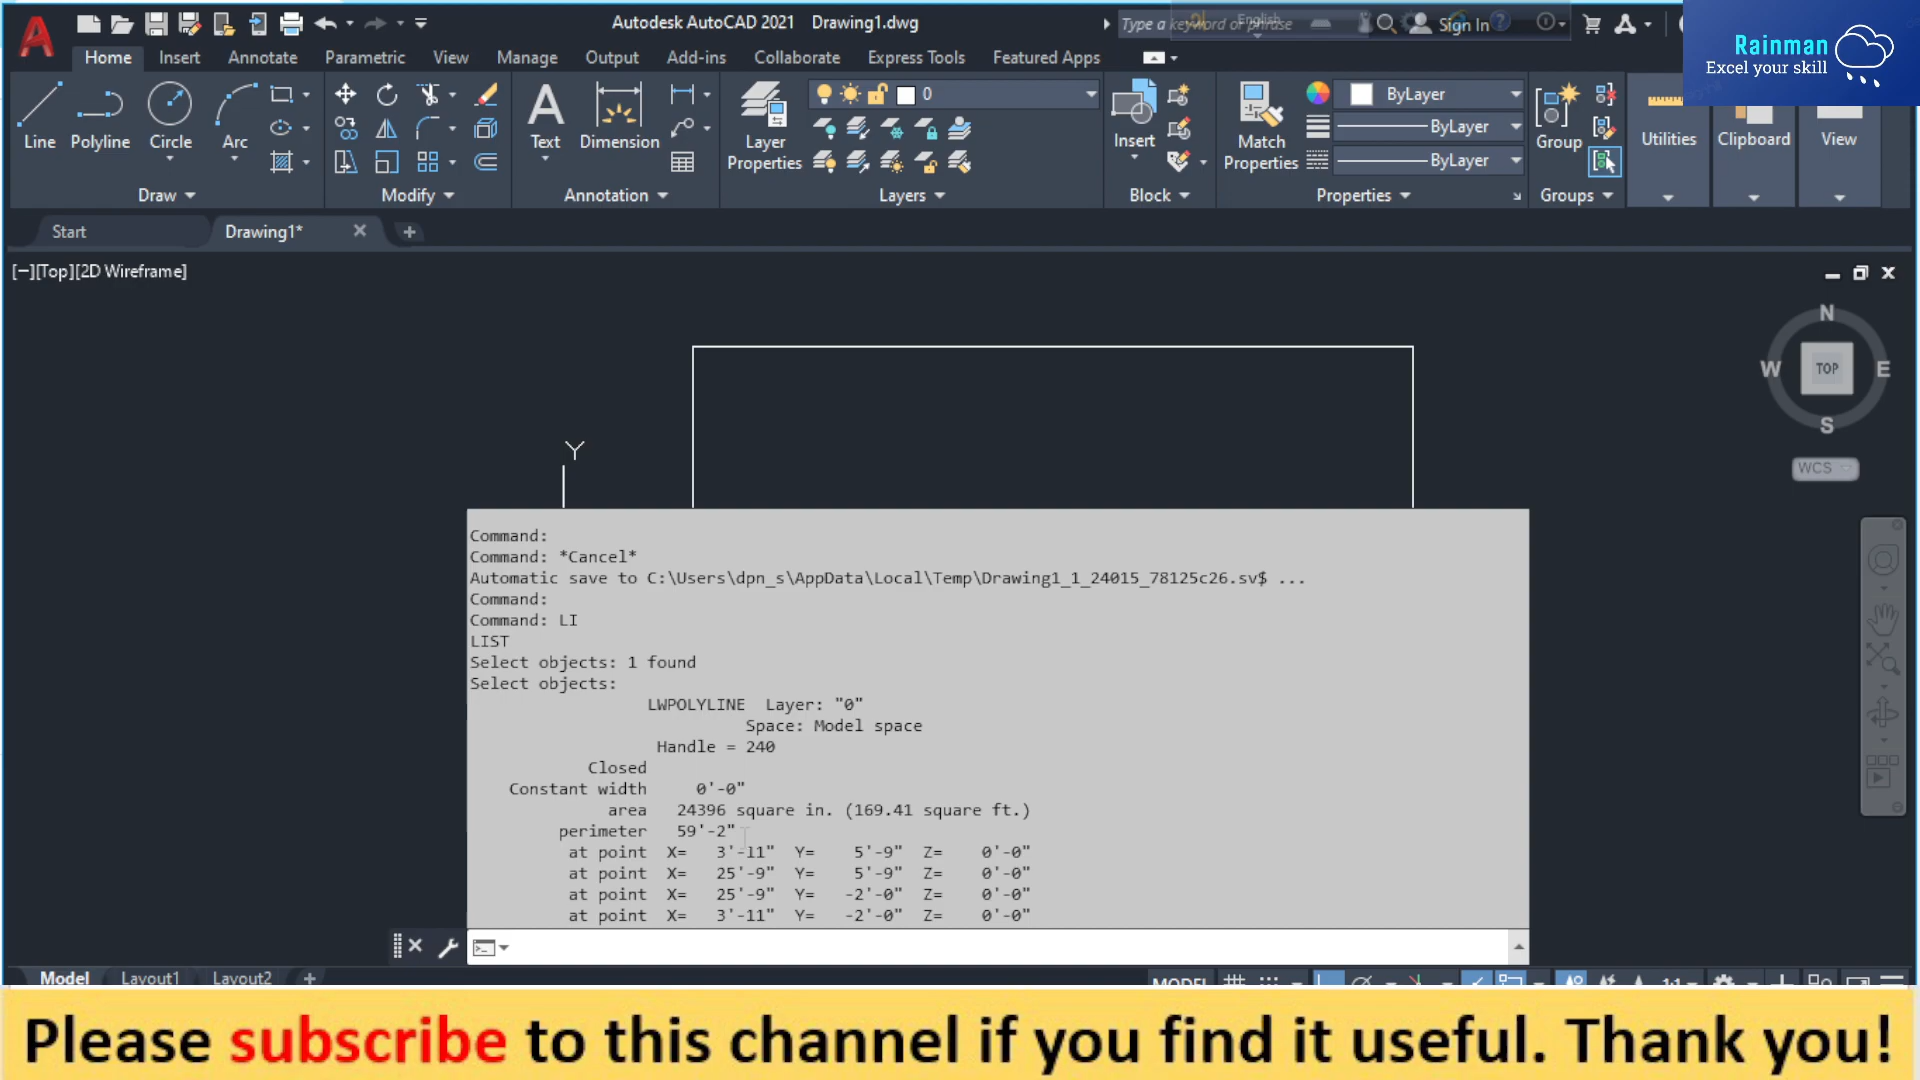 Autodesk AutoCAD 2021 Drawing1.dwg
Type a keyword or phrase
English
Sign In
Rainman
Excel your skill
Home Insert Annotate Parametric View Manage Output Add-ins Collaborate Express Tools Featured Apps
Line Polyline Circle Arc
Text Dimension
Layer Properties
0
Insert
Match Properties
ByLayer
ByLayer
ByLayer
Group
Utilities Clipboard View
Draw Modify Annotation Layers Block Properties Groups
Start Drawing1*
[−][Top][2D Wireframe]
N
W TOP E
S
WCS
Y
Command:
Command: *Cancel*
Automatic save to C:\Users\dpn_s\AppData\Local\Temp\Drawing1_1_24015_78125c26.sv$ ...
Command:
Command: LI
LIST
Select objects: 1 found
Select objects:
LWPOLYLINE Layer: "0"
Space: Model space
Handle = 240
Closed
Constant width 0'-0"
area 24396 square in. (169.41 square ft.)
perimeter 59'-2"
at point X= 3'-11" Y= 5'-9" Z= 0'-0"
at point X= 25'-9" Y= 5'-9" Z= 0'-0"
at point X= 25'-9" Y= -2'-0" Z= 0'-0"
at point X= 3'-11" Y= -2'-0" Z= 0'-0"
Model Layout1 Layout2
MODEL 1:1
Please subscribe to this channel if you find it useful. Thank you!